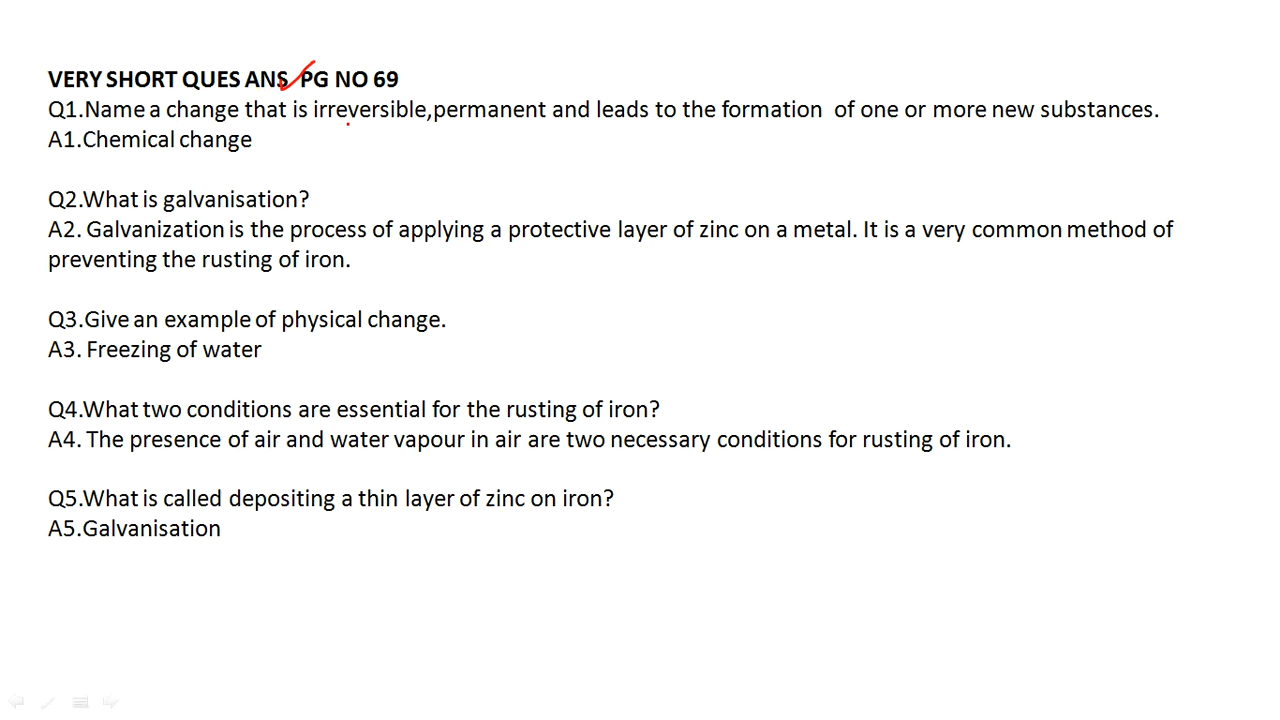 VERY SHORT QUES ANS PG NO 69
Q1.Name a change that is irreversible,permanent and leads to the formation of one or more new substances.
A1.Chemical change
Q2.What is galvanisation?
A2. Galvanization is the process of applying a protective layer of zinc on a metal. It is a very common method of
preventing the rusting of iron.
Q3.Give an example of physical change.
A3. Freezing of water
Q4.What two conditions are essential for the rusting of iron?
A4. The presence of air and water vapour in air are two necessary conditions for rusting of iron.
Q5.What is called depositing a thin layer of zinc on iron?
A5.Galvanisation